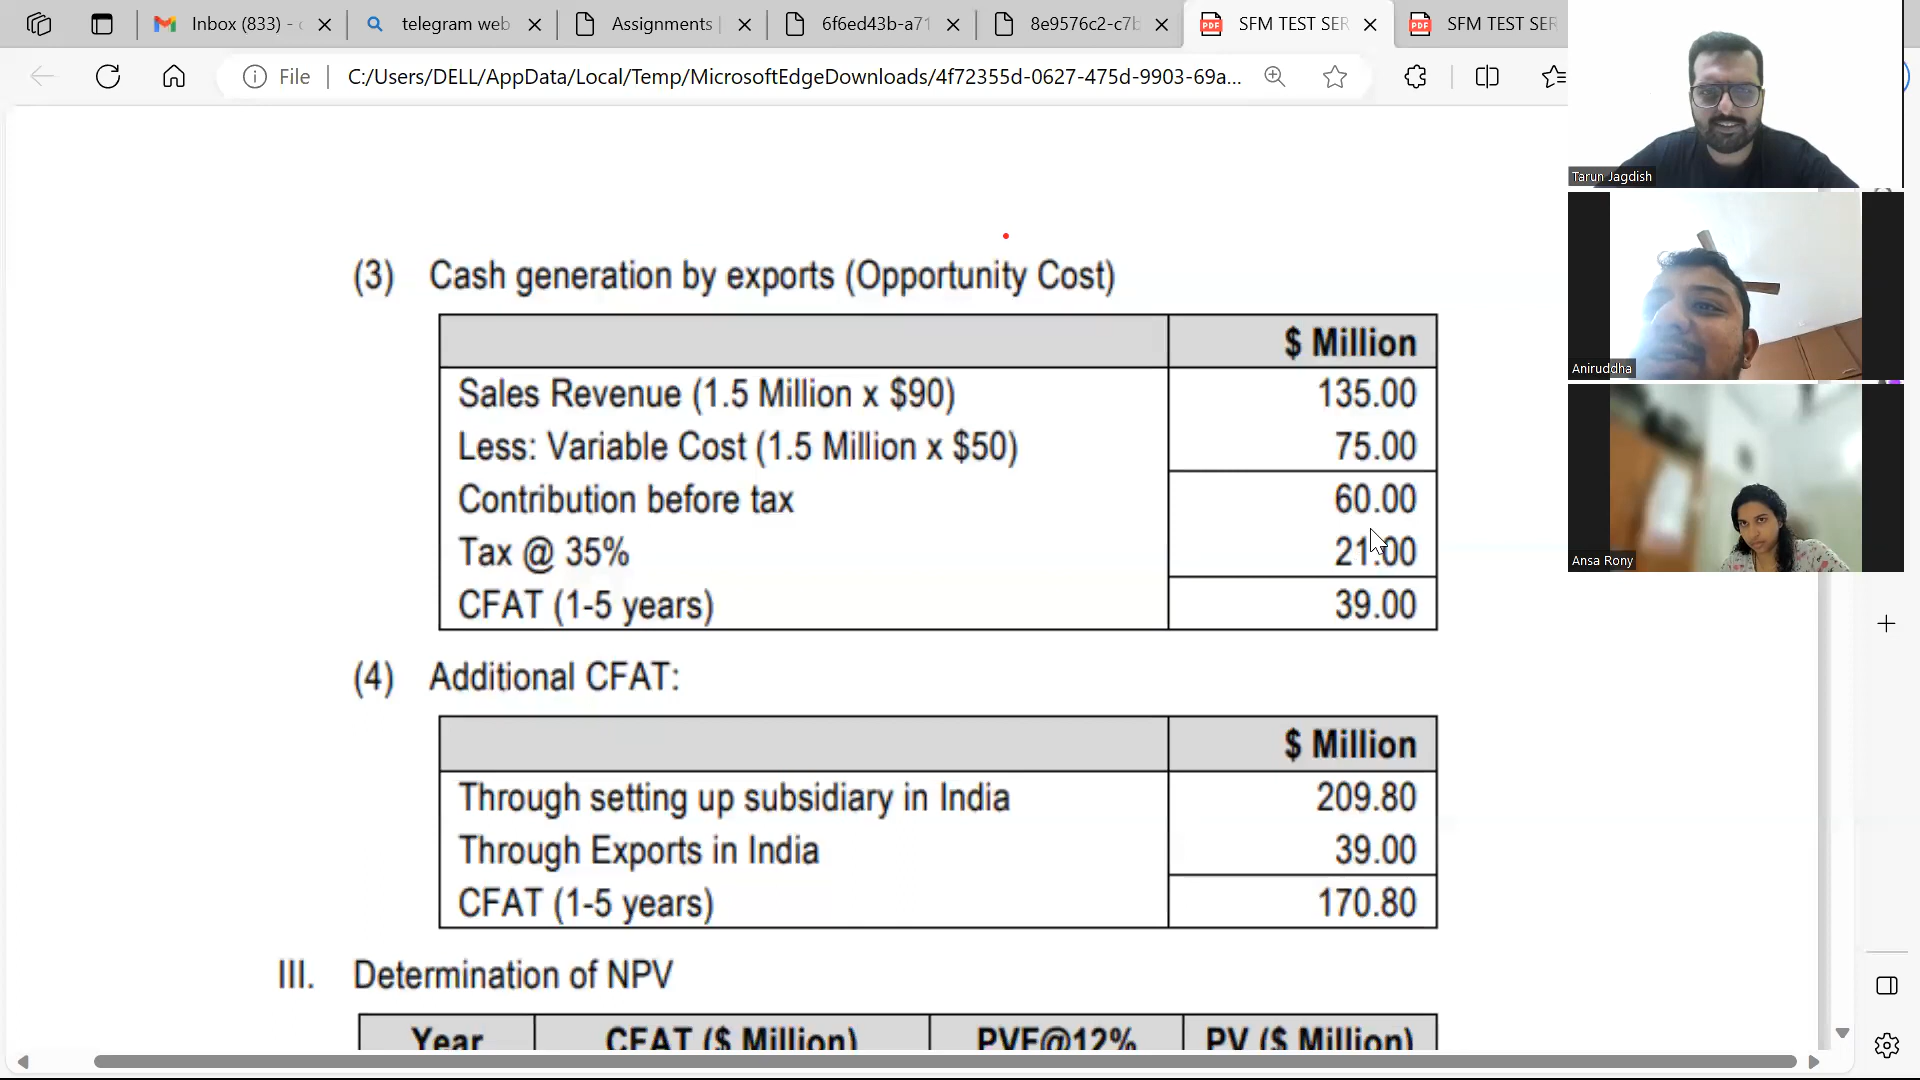 Inbox (833) - c
telegram web
Assignments |
6f6ed43b-a71
8e9576c2-c7b
SFM TEST SER
SFM TEST SER
File
C:/Users/DELL/AppData/Local/Temp/MicrosoftEdgeDownloads/4f72355d-0627-475d-9903-69a...
Tarun Jagdish
Aniruddha
Ansa Rony
(3) Cash generation by exports (Opportunity Cost)
$ Million
Sales Revenue (1.5 Million x $90) 135.00
Less: Variable Cost (1.5 Million x $50) 75.00
Contribution before tax 60.00
Tax @ 35% 21.00
CFAT (1-5 years) 39.00
(4) Additional CFAT:
$ Million
Through setting up subsidiary in India 209.80
Through Exports in India 39.00
CFAT (1-5 years) 170.80
III. Determination of NPV
Year CFAT ($ Million) PVF@12% PV ($ Million)